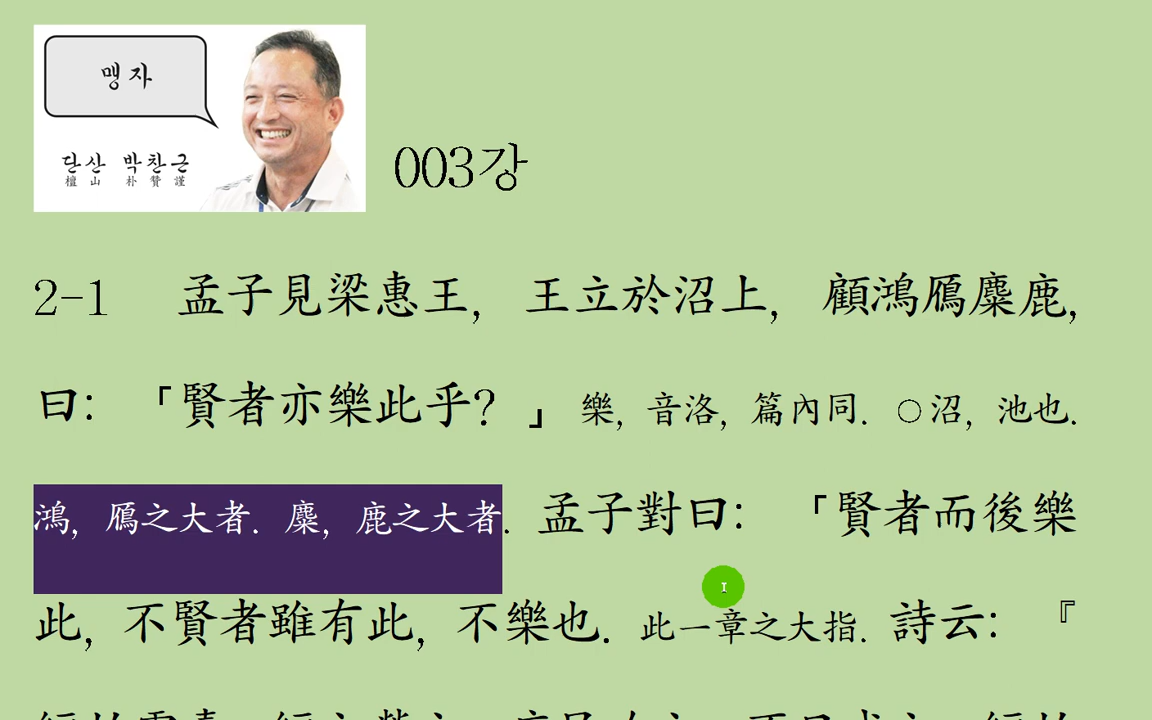 맹자
단산 박찬근
檀山 朴贊謹
003강
2-1 孟子見梁惠王, 王立於沼上, 顧鴻鴈麋鹿,
曰: 「賢者亦樂此乎? 」 樂, 音洛, 篇內同. ○沼, 池也.
鴻, 鴈之大者. 麋, 鹿之大者. 孟子對曰: 「賢者而後樂
此, 不賢者雖有此, 不樂也. 此一章之大指. 詩云: 『